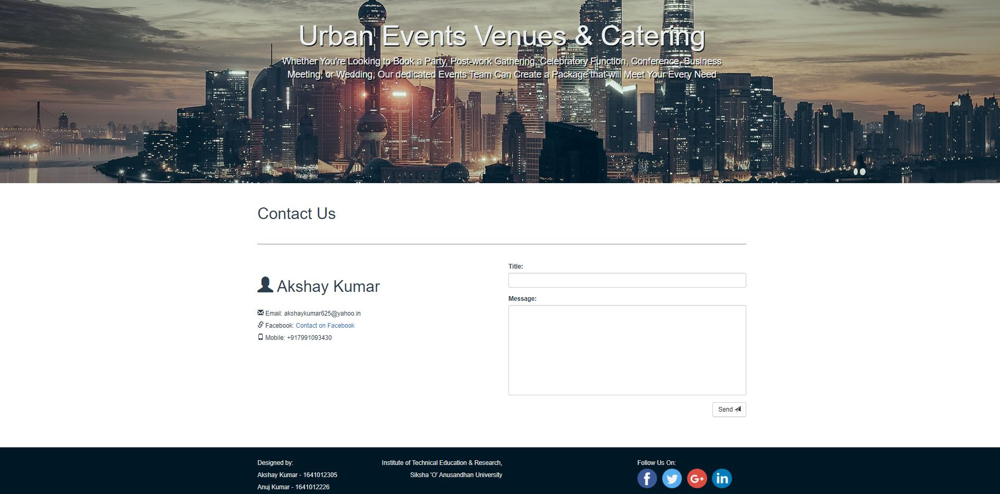 Urban Events Venues & Catering
Whether You're Looking to Book a Party, Post-work Gathering, Celebratory Function, Conference, Business
Meeting, or Wedding, Our dedicated Events Team Can Create a Package that will Meet Your Every Need
Contact Us
Akshay Kumar
Email: akshaykumar625@yahoo.in
Facebook: Contact on Facebook
Mobile: +917991093430
Title:
Message:
Send
Designed by:
Akshay Kumar - 1641012305
Anuj Kumar - 1641012226
Institute of Technical Education & Research,
Siksha 'O' Anusandhan University
Follow Us On:
f
G+
in